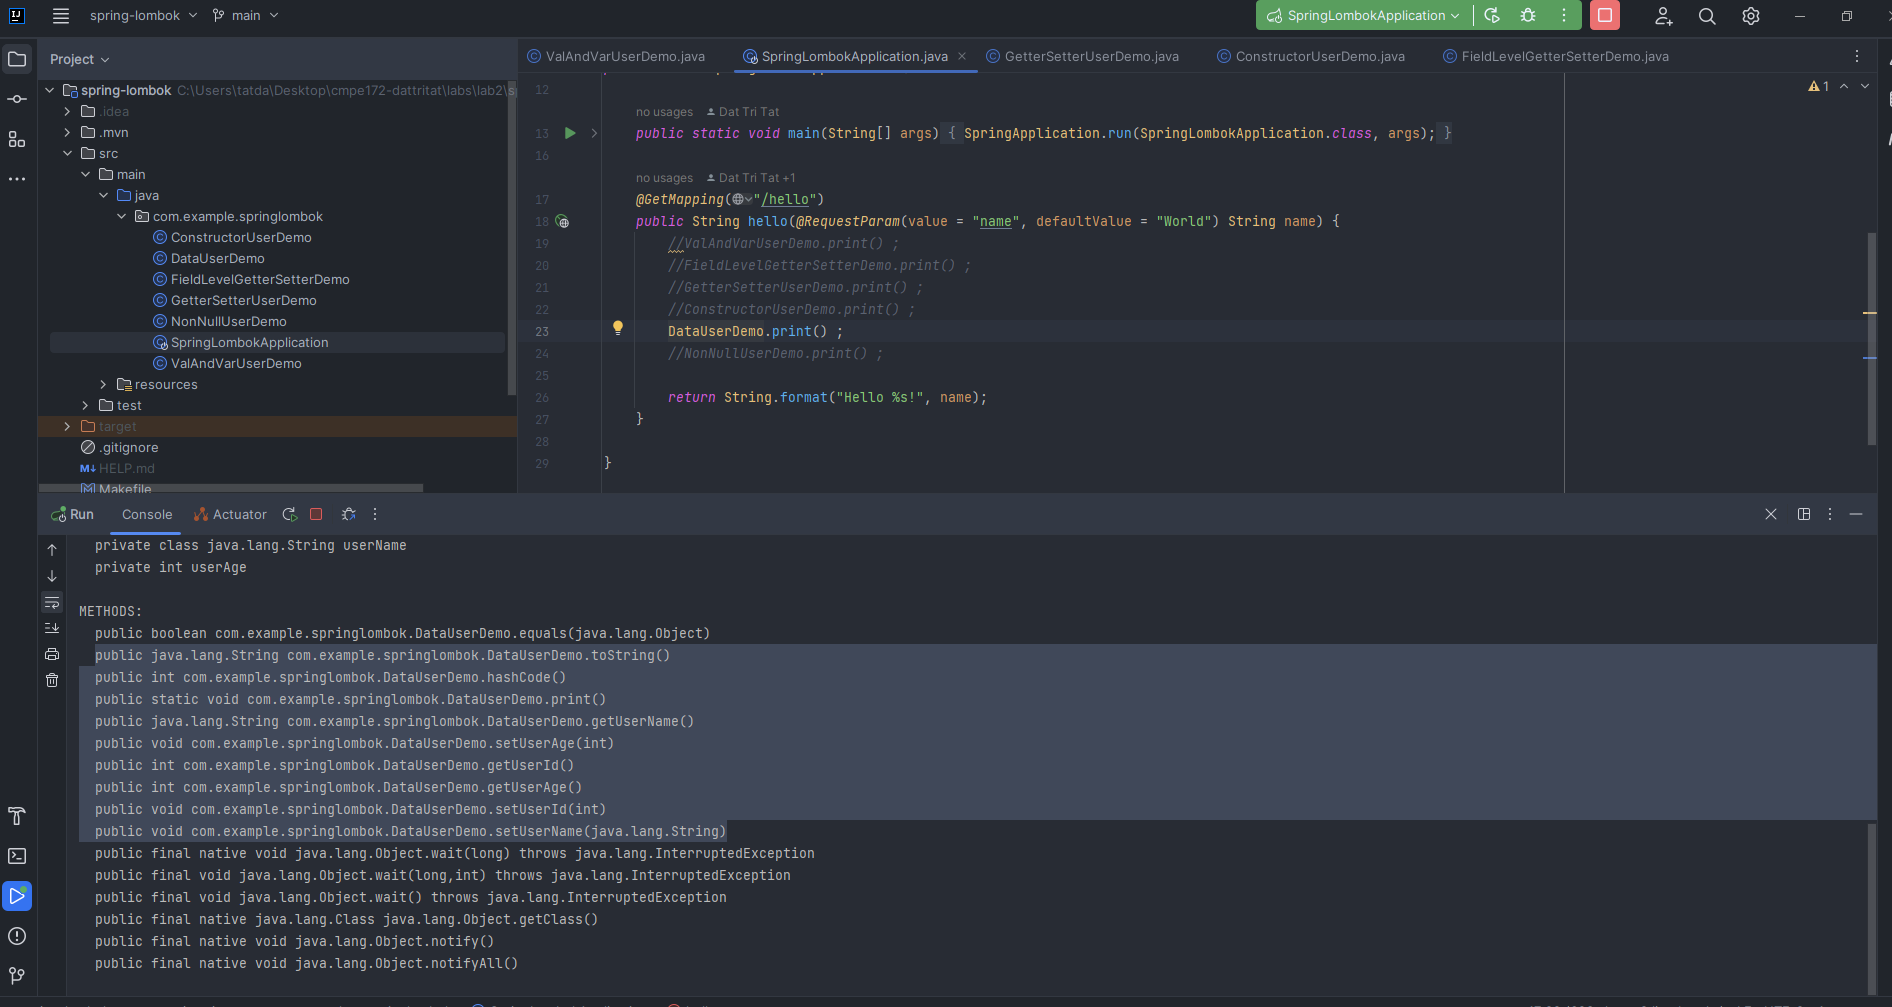 spring-lombok
main
SpringLombokApplication
Project
ValAndVarUserDemo.java
SpringLombokApplication.java
GetterSetterUserDemo.java
ConstructorUserDemo.java
FieldLevelGetterSetterDemo.java
spring-lombok C:\Users\tatda\Desktop\cmpe172-dattritat\labs\lab2\s
.idea
.mvn
src
main
java
com.example.springlombok
ConstructorUserDemo
DataUserDemo
FieldLevelGetterSetterDemo
GetterSetterUserDemo
NonNullUserDemo
SpringLombokApplication
ValAndVarUserDemo
resources
test
target
.gitignore
HELP.md
Makefile
1
12
no usages Dat Tri Tat
13 public static void main(String[] args) { SpringApplication.run(SpringLombokApplication.class, args); }
16
no usages Dat Tri Tat +1
17 @GetMapping("/hello")
18 public String hello(@RequestParam(value = "name", defaultValue = "World") String name) {
19 //ValAndVarUserDemo.print() ;
20 //FieldLevelGetterSetterDemo.print() ;
21 //GetterSetterUserDemo.print() ;
22 //ConstructorUserDemo.print() ;
23 DataUserDemo.print() ;
24 //NonNullUserDemo.print() ;
25
26 return String.format("Hello %s!", name);
27 }
28
29 }
Run
Console
Actuator
private class java.lang.String userName
private int userAge
METHODS:
public boolean com.example.springlombok.DataUserDemo.equals(java.lang.Object)
public java.lang.String com.example.springlombok.DataUserDemo.toString()
public int com.example.springlombok.DataUserDemo.hashCode()
public static void com.example.springlombok.DataUserDemo.print()
public java.lang.String com.example.springlombok.DataUserDemo.getUserName()
public void com.example.springlombok.DataUserDemo.setUserAge(int)
public int com.example.springlombok.DataUserDemo.getUserId()
public int com.example.springlombok.DataUserDemo.getUserAge()
public void com.example.springlombok.DataUserDemo.setUserId(int)
public void com.example.springlombok.DataUserDemo.setUserName(java.lang.String)
public final native void java.lang.Object.wait(long) throws java.lang.InterruptedException
public final void java.lang.Object.wait(long,int) throws java.lang.InterruptedException
public final void java.lang.Object.wait() throws java.lang.InterruptedException
public final native java.lang.Class java.lang.Object.getClass()
public final native void java.lang.Object.notify()
public final native void java.lang.Object.notifyAll()